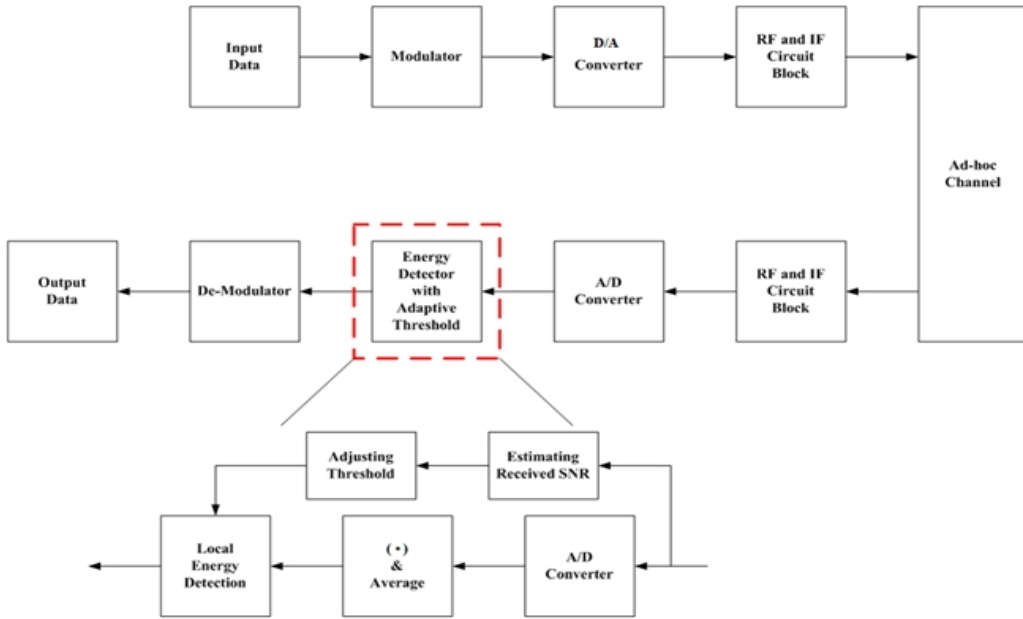 Input
Data
Modulator
D/A
Converter
RF and IF
Circuit
Block
Ad-hoc
Channel
Output
Data
De-Modulator
Energy
Detector
with
Adaptive
Threshold
A/D
Converter
RF and IF
Circuit
Block
Adjusting
Threshold
Estimating
Received SNR
Local
Energy
Detection
( • )
&
Average
A/D
Converter